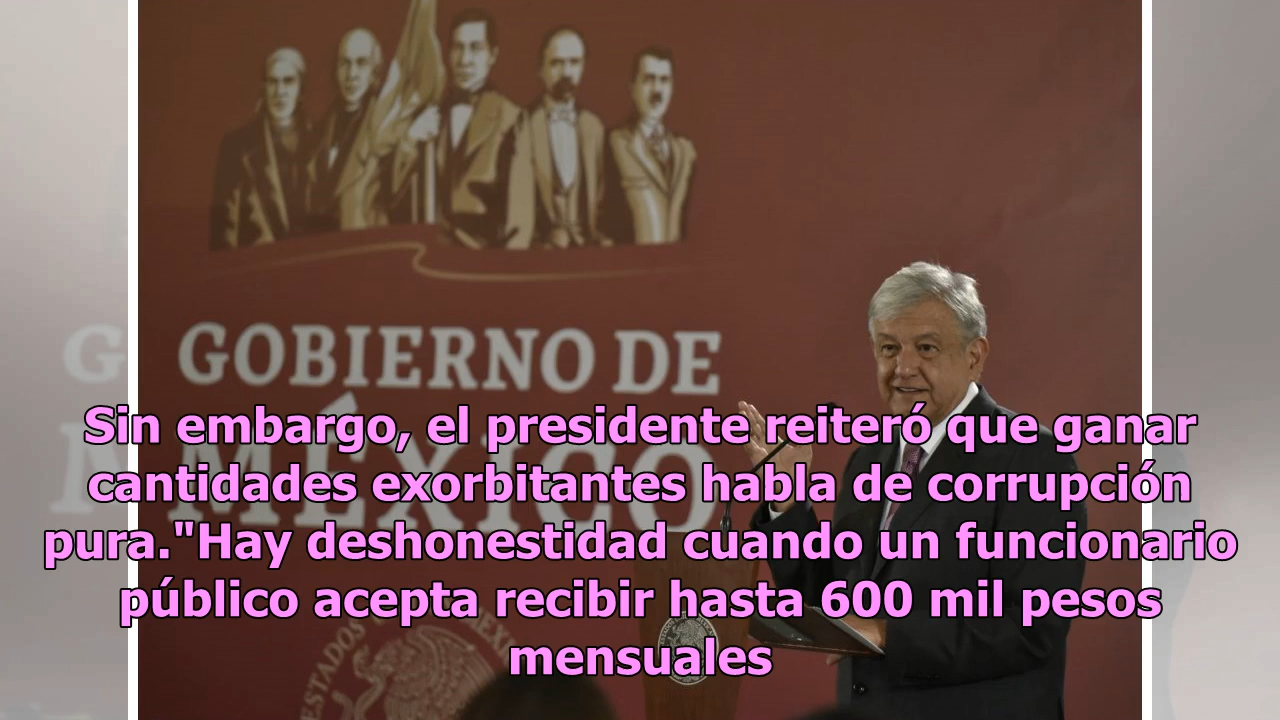 GOBIERNO DE
MÉXICO
Sin embargo, el presidente reiteró que ganar
cantidades exorbitantes habla de corrupción
pura."Hay deshonestidad cuando un funcionario
público acepta recibir hasta 600 mil pesos
mensuales
ESTADOS